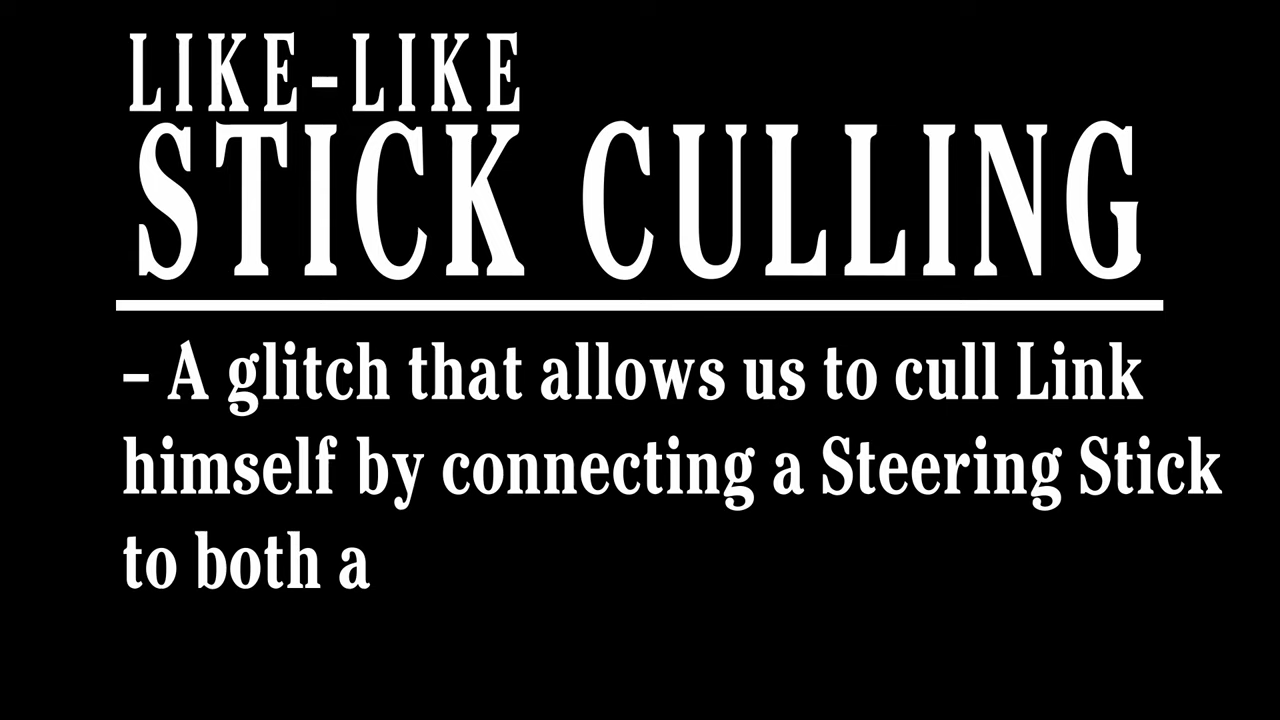 LIKE-LIKE
STICK CULLING
– A glitch that allows us to cull Link
himself by connecting a Steering Stick
to both a